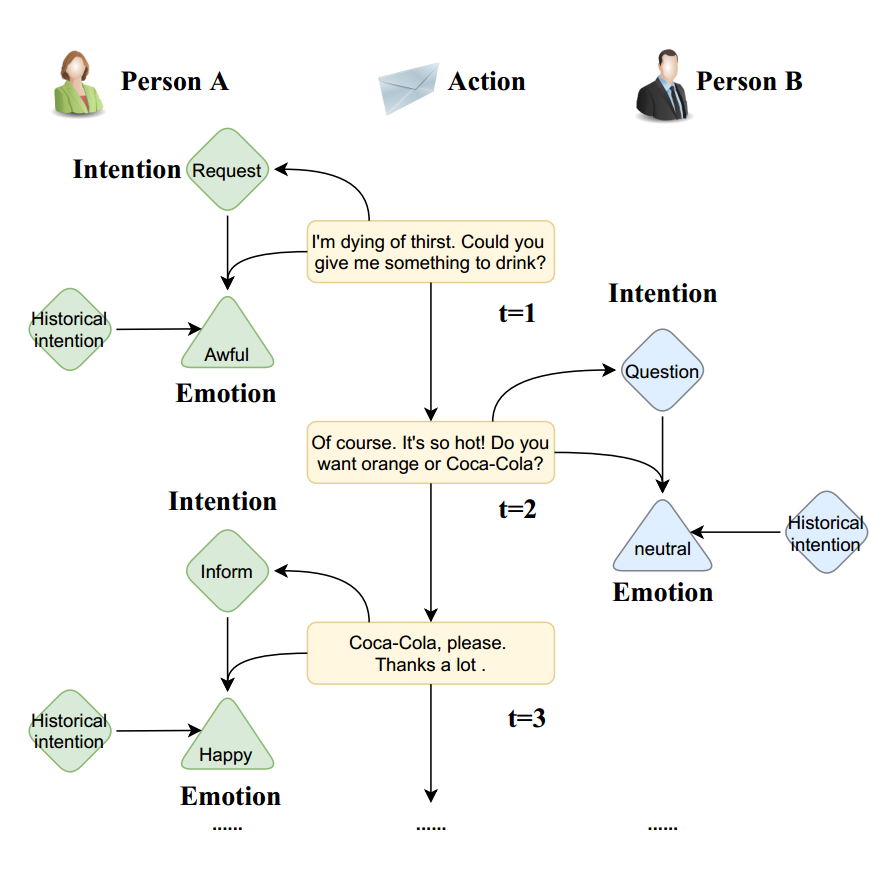 Person A
Action
Person B
Intention
Request
I'm dying of thirst. Could you
give me something to drink?
t=1
Historical
intention
Awful
Emotion
Intention
Question
Of course. It's so hot! Do you
want orange or Coca-Cola?
t=2
Historical
intention
neutral
Emotion
Intention
Inform
Coca-Cola, please.
Thanks a lot .
t=3
Historical
intention
Happy
Emotion
......
......
......